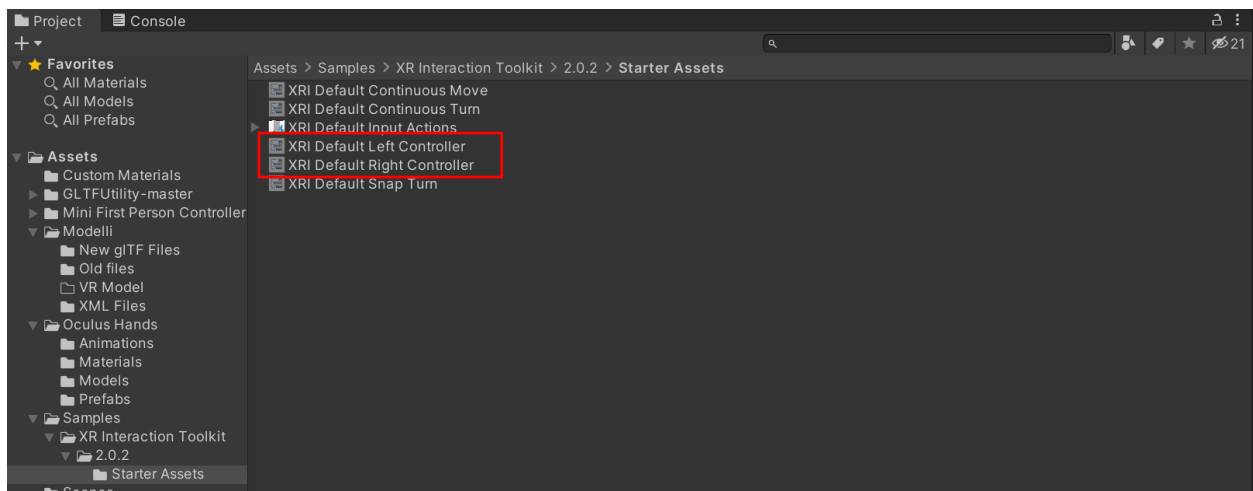 Project Console
21
Favorites
All Materials
All Models
All Prefabs
Assets
Custom Materials
GLTFUtility-master
Mini First Person Controller
Modelli
New glTF Files
Old files
VR Model
XML Files
Oculus Hands
Animations
Materials
Models
Prefabs
Samples
XR Interaction Toolkit
2.0.2
Starter Assets
Scenes
Assets > Samples > XR Interaction Toolkit > 2.0.2 > Starter Assets
XRI Default Continuous Move
XRI Default Continuous Turn
XRI Default Input Actions
XRI Default Left Controller
XRI Default Right Controller
XRI Default Snap Turn